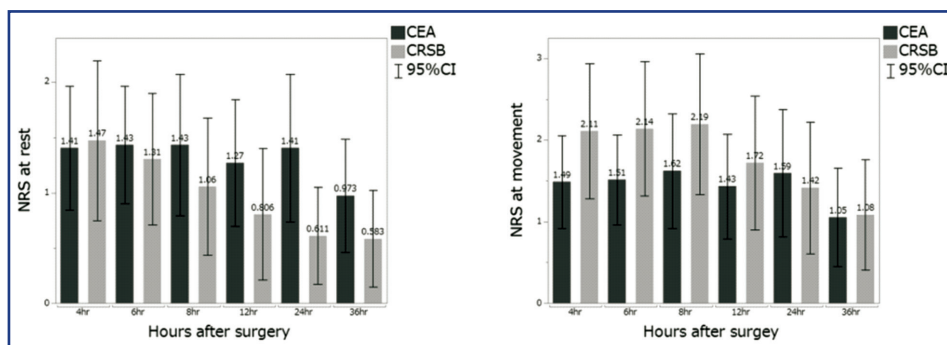 CEA
CRSB
95%CI
NRS at rest
2
1
0
1.41
1.47
1.43
1.31
1.43
1.06
1.27
0.806
1.41
0.611
0.973
0.583
4hr
6hr
8hr
12hr
24hr
36hr
Hours after surgery
CEA
CRSB
95%CI
NRS at movement
3
2
1
0
1.49
2.11
1.51
2.14
1.62
2.19
1.43
1.72
1.59
1.42
1.05
1.08
4hr
6hr
8hr
12hr
24hr
36hr
Hours after surgey